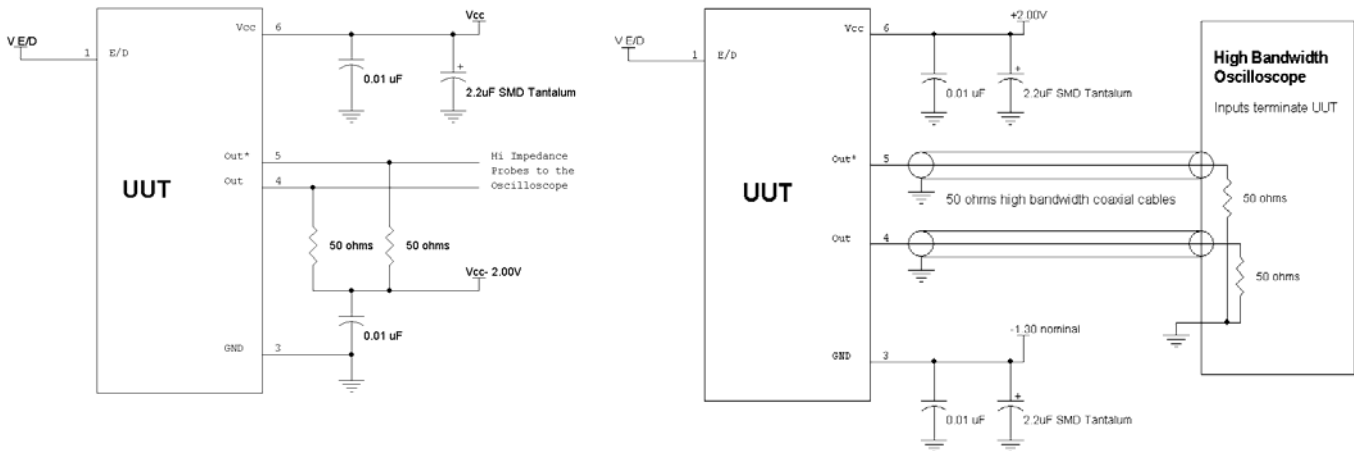 Vcc
V E/D
Vcc
6
1
E/D
0.01 uF
+
2.2uF SMD Tantalum
Out*
5
Hi Impedance
Probes to the
Oscilloscope
Out
4
UUT
50 ohms
50 ohms
Vcc- 2.00V
0.01 uF
GND
3
+2.00V
V E/D
Vcc
6
1
E/D
0.01 uF
+
2.2uF SMD Tantalum
High Bandwidth
Oscilloscope
Inputs terminate UUT
Out*
5
UUT
50 ohms high bandwidth coaxial cables
50 ohms
Out
4
50 ohms
-1.30 nominal
GND
3
0.01 uF
+
2.2uF SMD Tantalum